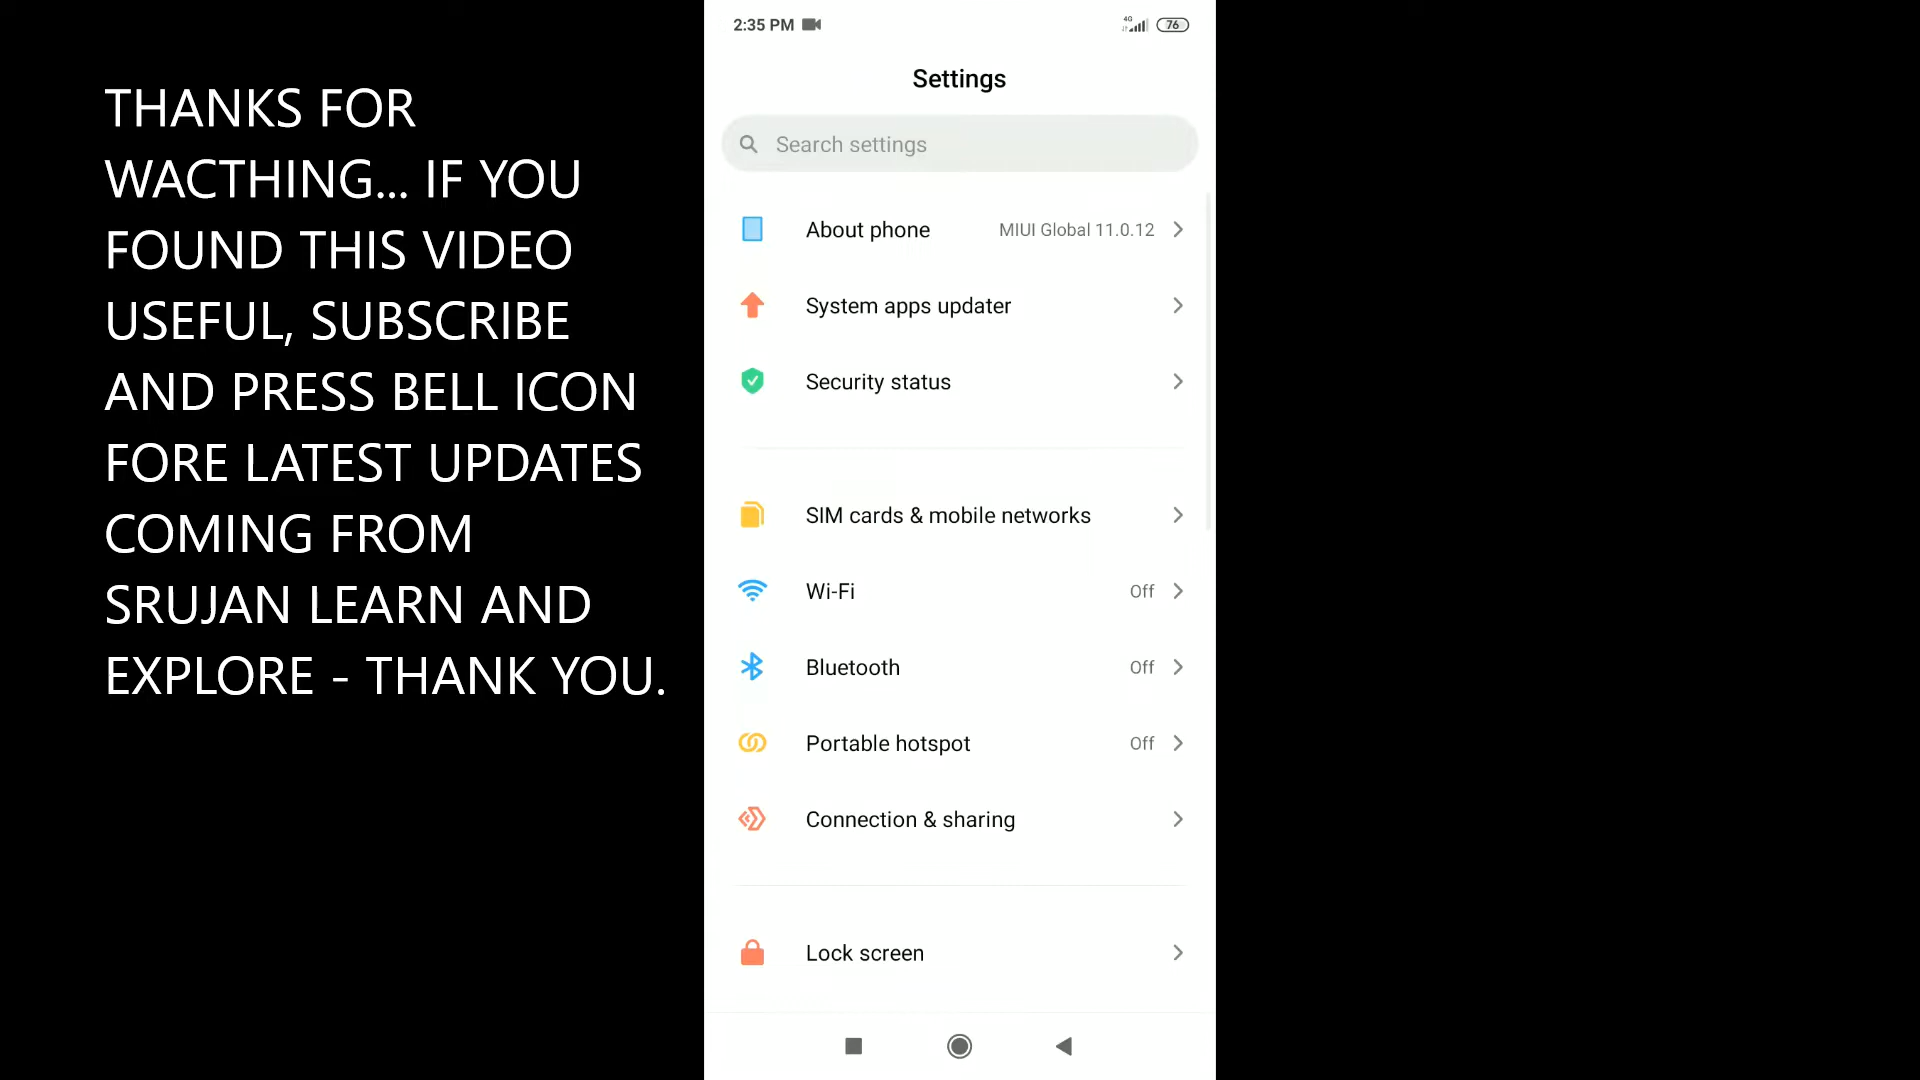 THANKS FOR
WACTHING... IF YOU
FOUND THIS VIDEO
USEFUL, SUBSCRIBE
AND PRESS BELL ICON
FORE LATEST UPDATES
COMING FROM
SRUJAN LEARN AND
EXPLORE - THANK YOU.
2:35 PM 4G 76
Settings
Search settings
About phone MIUI Global 11.0.12
System apps updater
Security status
SIM cards & mobile networks
Wi-Fi Off
Bluetooth Off
Portable hotspot Off
Connection & sharing
Lock screen